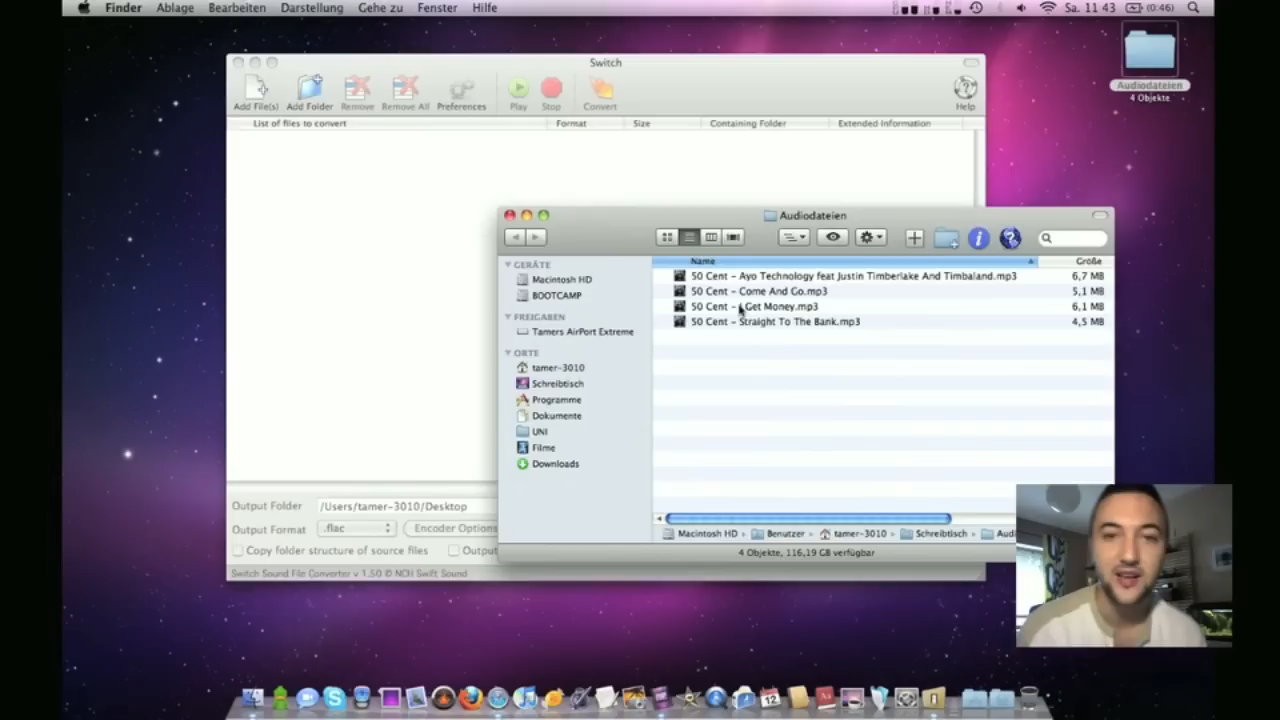 Finder Ablage Bearbeiten Darstellung Gehe zu Fenster Hilfe Sa. 11 43 (0:46)
Switch
Add File(s) Add Folder Remove Remove All Preferences Play Stop Convert Help
List of files to convert Format Size Containing Folder Extended Information
Audiodateien
4 Objekte
Audiodateien
Name Größe
GERÄTE
Macintosh HD
BOOTCAMP
FREIGABEN
Tamers AirPort Extreme
ORTE
tamer-3010
Schreibtisch
Programme
Dokumente
UNI
Filme
Downloads
50 Cent - Ayo Technology feat Justin Timberlake And Timbaland.mp3 6,7 MB
50 Cent - Come And Go.mp3 5,1 MB
50 Cent - I Get Money.mp3 6,1 MB
50 Cent - Straight To The Bank.mp3 4,5 MB
Macintosh HD Benutzer tamer-3010 Schreibtisch Audi
4 Objekte, 116,19 GB verfügbar
Output Folder /Users/tamer-3010/Desktop
Output Format .flac Encoder Options
Copy folder structure of source files Output
Switch Sound File Converter v 1.50 © NCH Swift Sound